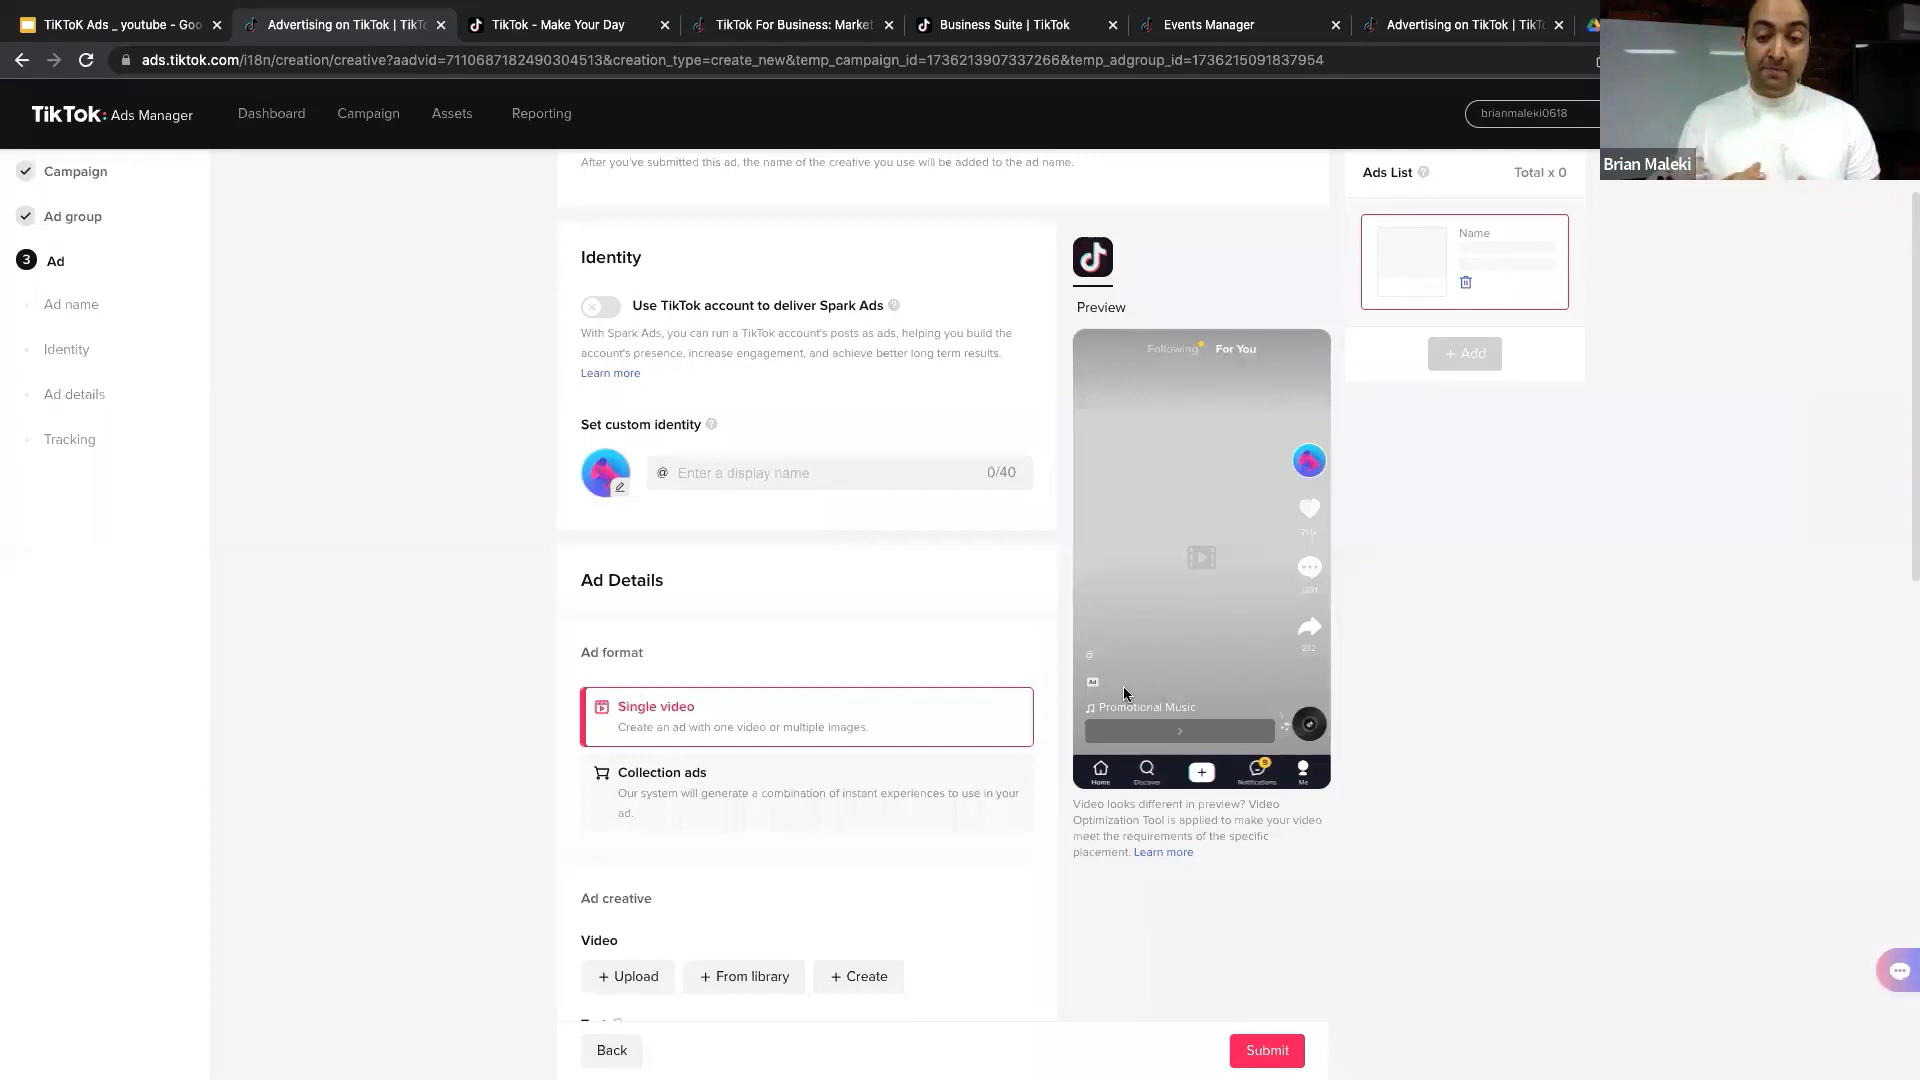 TiKToK Ads _ youtube - Goo
Advertising on TikTok | TikT
TikTok - Make Your Day
TikTok For Business: Market
Business Suite | TikTok
Events Manager
Advertising on TikTok | TikT
ads.tiktok.com/i18n/creation/creative?aadvid=7110687182490304513&creation_type=create_new&temp_campaign_id=1736213907337266&temp_adgroup_id=1736215091837954
TikTok: Ads Manager
Dashboard
Campaign
Assets
Reporting
brianmaleki0618
Brian Maleki
Campaign
Ad group
3 Ad
Ad name
Identity
Ad details
Tracking
After you've submitted this ad, the name of the creative you use will be added to the ad name.
Identity
Use TikTok account to deliver Spark Ads ?
With Spark Ads, you can run a TikTok account's posts as ads, helping you build the
account's presence, increase engagement, and achieve better long term results.
Learn more
Set custom identity ?
@ Enter a display name 0/40
Ad Details
Ad format
Single video
Create an ad with one video or multiple images.
Collection ads
Our system will generate a combination of instant experiences to use in your
ad.
Ad creative
Video
+ Upload
+ From library
+ Create
Back
Submit
Preview
Following For You
232
@
Ad
Promotional Music
Home
Discover
9
Notifications
Me
Video looks different in preview? Video
Optimization Tool is applied to make your video
meet the requirements of the specific
placement. Learn more
Ads List ?
Total x 0
Name
+ Add